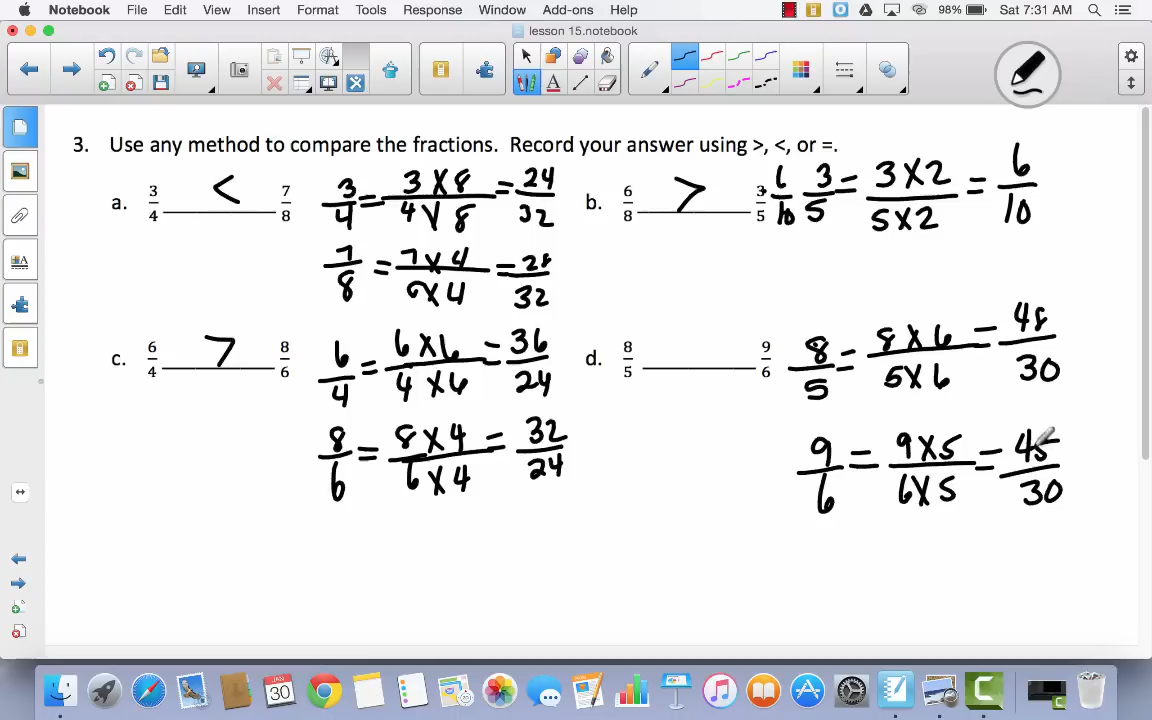 Notebook File Edit View Insert Format Tools Response Window Add-ons Help 98% Sat 7:31 AM
lesson 15.notebook
3. Use any method to compare the fractions. Record your answer using >, <, or =.
a. 3/4 < 7/8
3/4 = 3 X 8 / 4 X 8 = 24/32
7/8 = 7 X 4 / 8 X 4 = 28/32
b. 6/8 > 3/5
6/10 3/5 = 3 X 2 / 5 X 2 = 6/10
c. 6/4 > 8/6
6/4 = 6 X 6 / 4 X 6 = 36/24
8/6 = 8 X 4 / 6 X 4 = 32/24
d. 8/5 ____________ 9/6
8/5 = 8 X 6 / 5 X 6 = 48/30
9/6 = 9 X 5 / 6 X 5 = 45/30
JAN
30